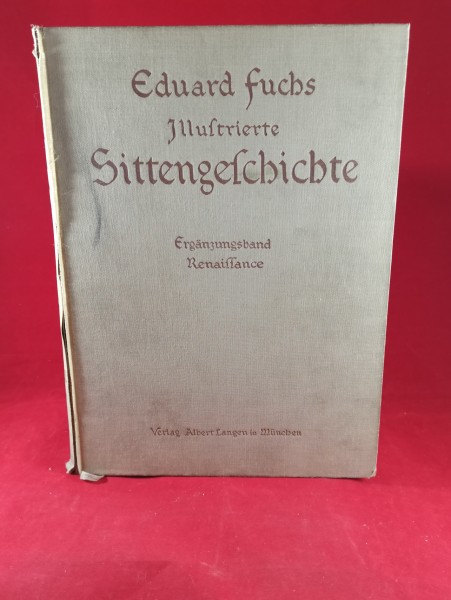 Eduard Fuchs
Illuſtrierte
Sittengeſchichte
Ergänzungsband
Renaiſſance
Verlag Albert Langen in München